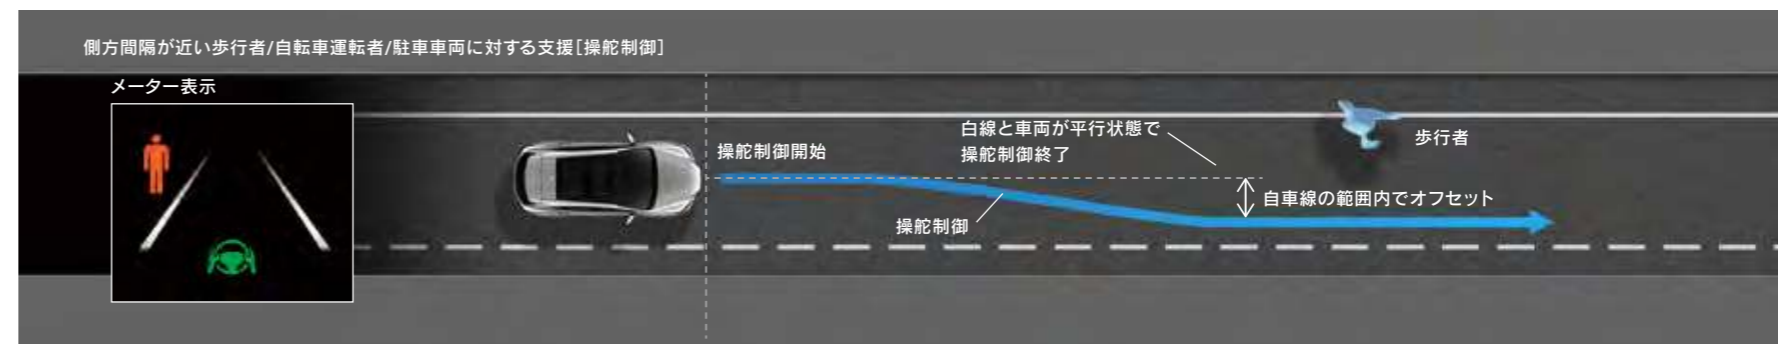 側方間隔が近い歩行者/自転車運転者/駐車車両に対する支援[操舵制御]
メーター表示
操舵制御開始
白線と車両が平行状態で
操舵制御終了
歩行者
自車線の範囲内でオフセット
操舵制御